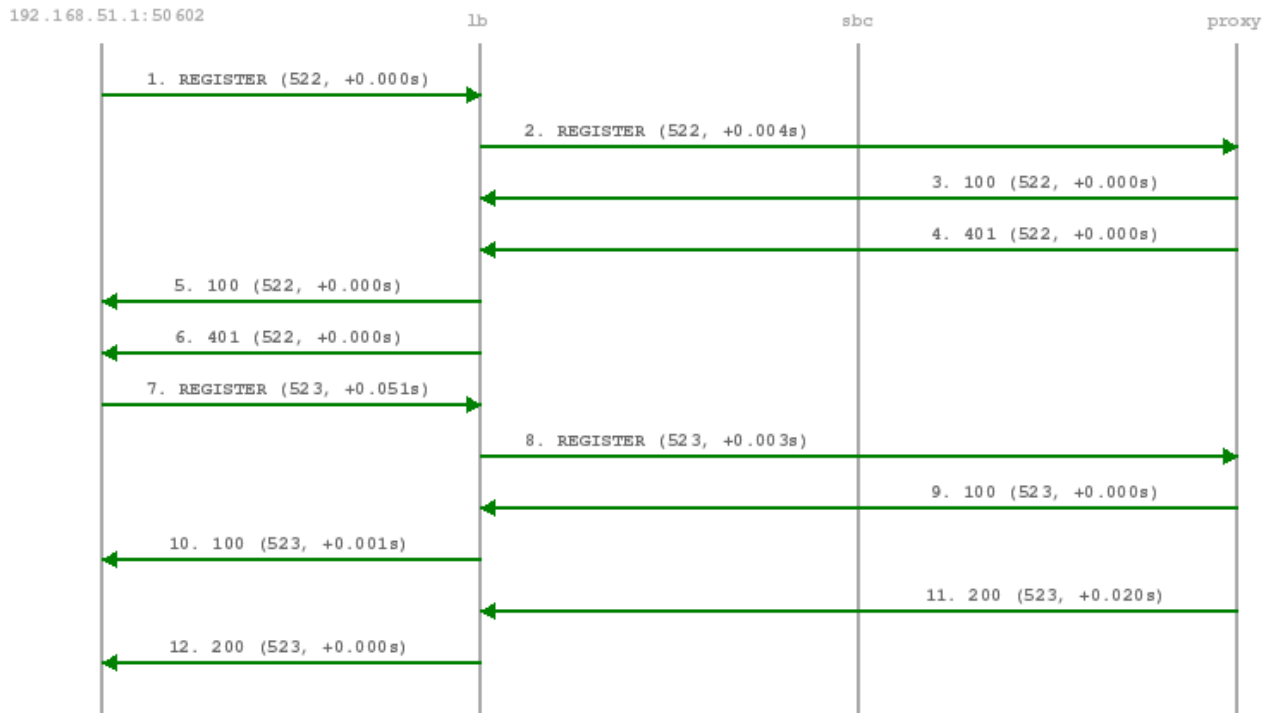 192.168.51.1:50602 lb sbc proxy
1. REGISTER (522, +0.000s)
2. REGISTER (522, +0.004s)
3. 100 (522, +0.000s)
4. 401 (522, +0.000s)
5. 100 (522, +0.000s)
6. 401 (522, +0.000s)
7. REGISTER (523, +0.051s)
8. REGISTER (523, +0.003s)
9. 100 (523, +0.000s)
10. 100 (523, +0.001s)
11. 200 (523, +0.020s)
12. 200 (523, +0.000s)